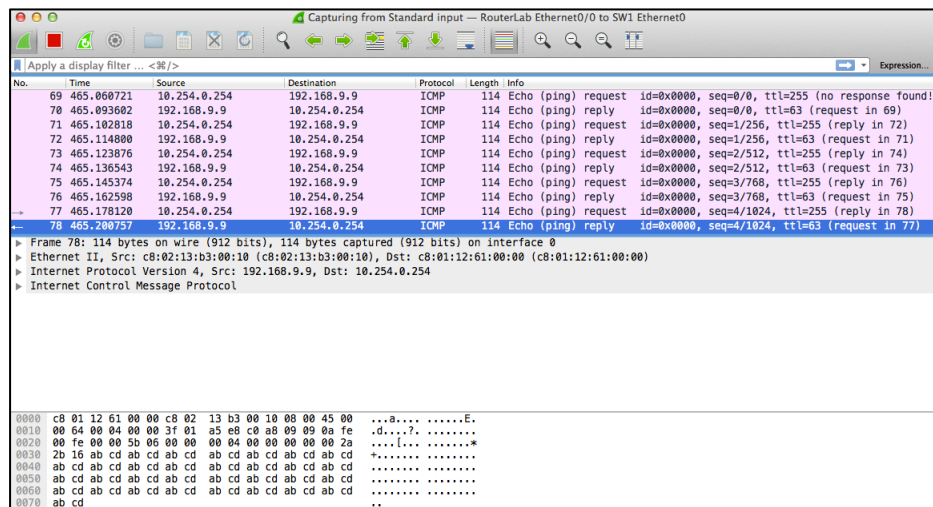 Capturing from Standard input — RouterLab Ethernet0/0 to SW1 Ethernet0
Apply a display filter ... <⌘/>
Expression...
No. Time Source Destination Protocol Length Info
69 465.060721 10.254.0.254 192.168.9.9 ICMP 114 Echo (ping) request id=0x0000, seq=0/0, ttl=255 (no response found!
70 465.093602 192.168.9.9 10.254.0.254 ICMP 114 Echo (ping) reply id=0x0000, seq=0/0, ttl=63 (request in 69)
71 465.102818 10.254.0.254 192.168.9.9 ICMP 114 Echo (ping) request id=0x0000, seq=1/256, ttl=255 (reply in 72)
72 465.114800 192.168.9.9 10.254.0.254 ICMP 114 Echo (ping) reply id=0x0000, seq=1/256, ttl=63 (request in 71)
73 465.123876 10.254.0.254 192.168.9.9 ICMP 114 Echo (ping) request id=0x0000, seq=2/512, ttl=255 (reply in 74)
74 465.136543 192.168.9.9 10.254.0.254 ICMP 114 Echo (ping) reply id=0x0000, seq=2/512, ttl=63 (request in 73)
75 465.145374 10.254.0.254 192.168.9.9 ICMP 114 Echo (ping) request id=0x0000, seq=3/768, ttl=255 (reply in 76)
76 465.162598 192.168.9.9 10.254.0.254 ICMP 114 Echo (ping) reply id=0x0000, seq=3/768, ttl=63 (request in 75)
77 465.178120 10.254.0.254 192.168.9.9 ICMP 114 Echo (ping) request id=0x0000, seq=4/1024, ttl=255 (reply in 78)
78 465.200757 192.168.9.9 10.254.0.254 ICMP 114 Echo (ping) reply id=0x0000, seq=4/1024, ttl=63 (request in 77)
Frame 78: 114 bytes on wire (912 bits), 114 bytes captured (912 bits) on interface 0
Ethernet II, Src: c8:02:13:b3:00:10 (c8:02:13:b3:00:10), Dst: c8:01:12:61:00:00 (c8:01:12:61:00:00)
Internet Protocol Version 4, Src: 192.168.9.9, Dst: 10.254.0.254
Internet Control Message Protocol
0000 c8 01 12 61 00 00 c8 02 13 b3 00 10 08 00 45 00 ...a.... ......E.
0010 00 64 00 04 00 00 3f 01 a5 e8 c0 a8 09 09 0a fe .d....?. ........
0020 00 fe 00 00 5b 06 00 00 00 04 00 00 00 00 00 2a ....[... .......*
0030 2b 16 ab cd ab cd ab cd ab cd ab cd ab cd ab cd +....... ........
0040 ab cd ab cd ab cd ab cd ab cd ab cd ab cd ab cd ........ ........
0050 ab cd ab cd ab cd ab cd ab cd ab cd ab cd ab cd ........ ........
0060 ab cd ab cd ab cd ab cd ab cd ab cd ab cd ab cd ........ ........
0070 ab cd ..